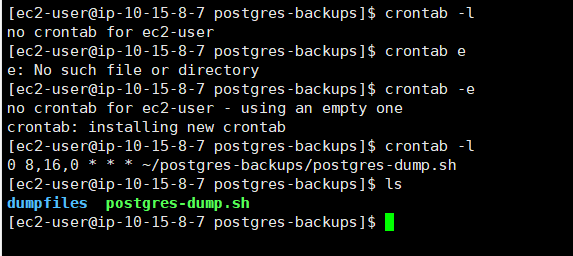 [ec2-user@ip-10-15-8-7 postgres-backups]$ crontab -l
no crontab for ec2-user
[ec2-user@ip-10-15-8-7 postgres-backups]$ crontab e
e: No such file or directory
[ec2-user@ip-10-15-8-7 postgres-backups]$ crontab -e
no crontab for ec2-user - using an empty one
crontab: installing new crontab
[ec2-user@ip-10-15-8-7 postgres-backups]$ crontab -l
0 8,16,0 * * * ~/postgres-backups/postgres-dump.sh
[ec2-user@ip-10-15-8-7 postgres-backups]$ ls
dumpfiles  postgres-dump.sh
[ec2-user@ip-10-15-8-7 postgres-backups]$